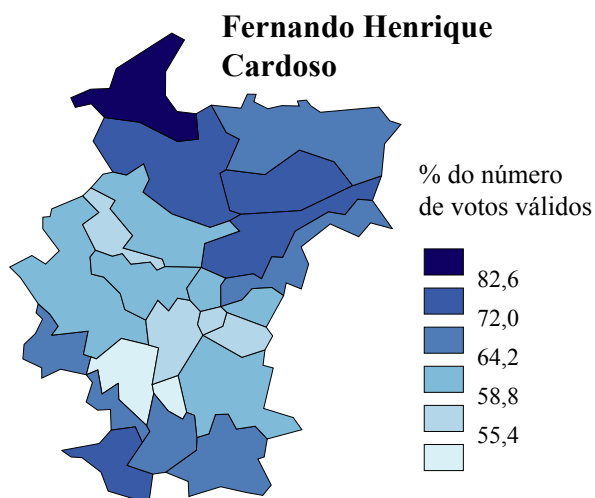 Fernando Henrique
Cardoso
% do número
de votos válidos
82,6
72,0
64,2
58,8
55,4